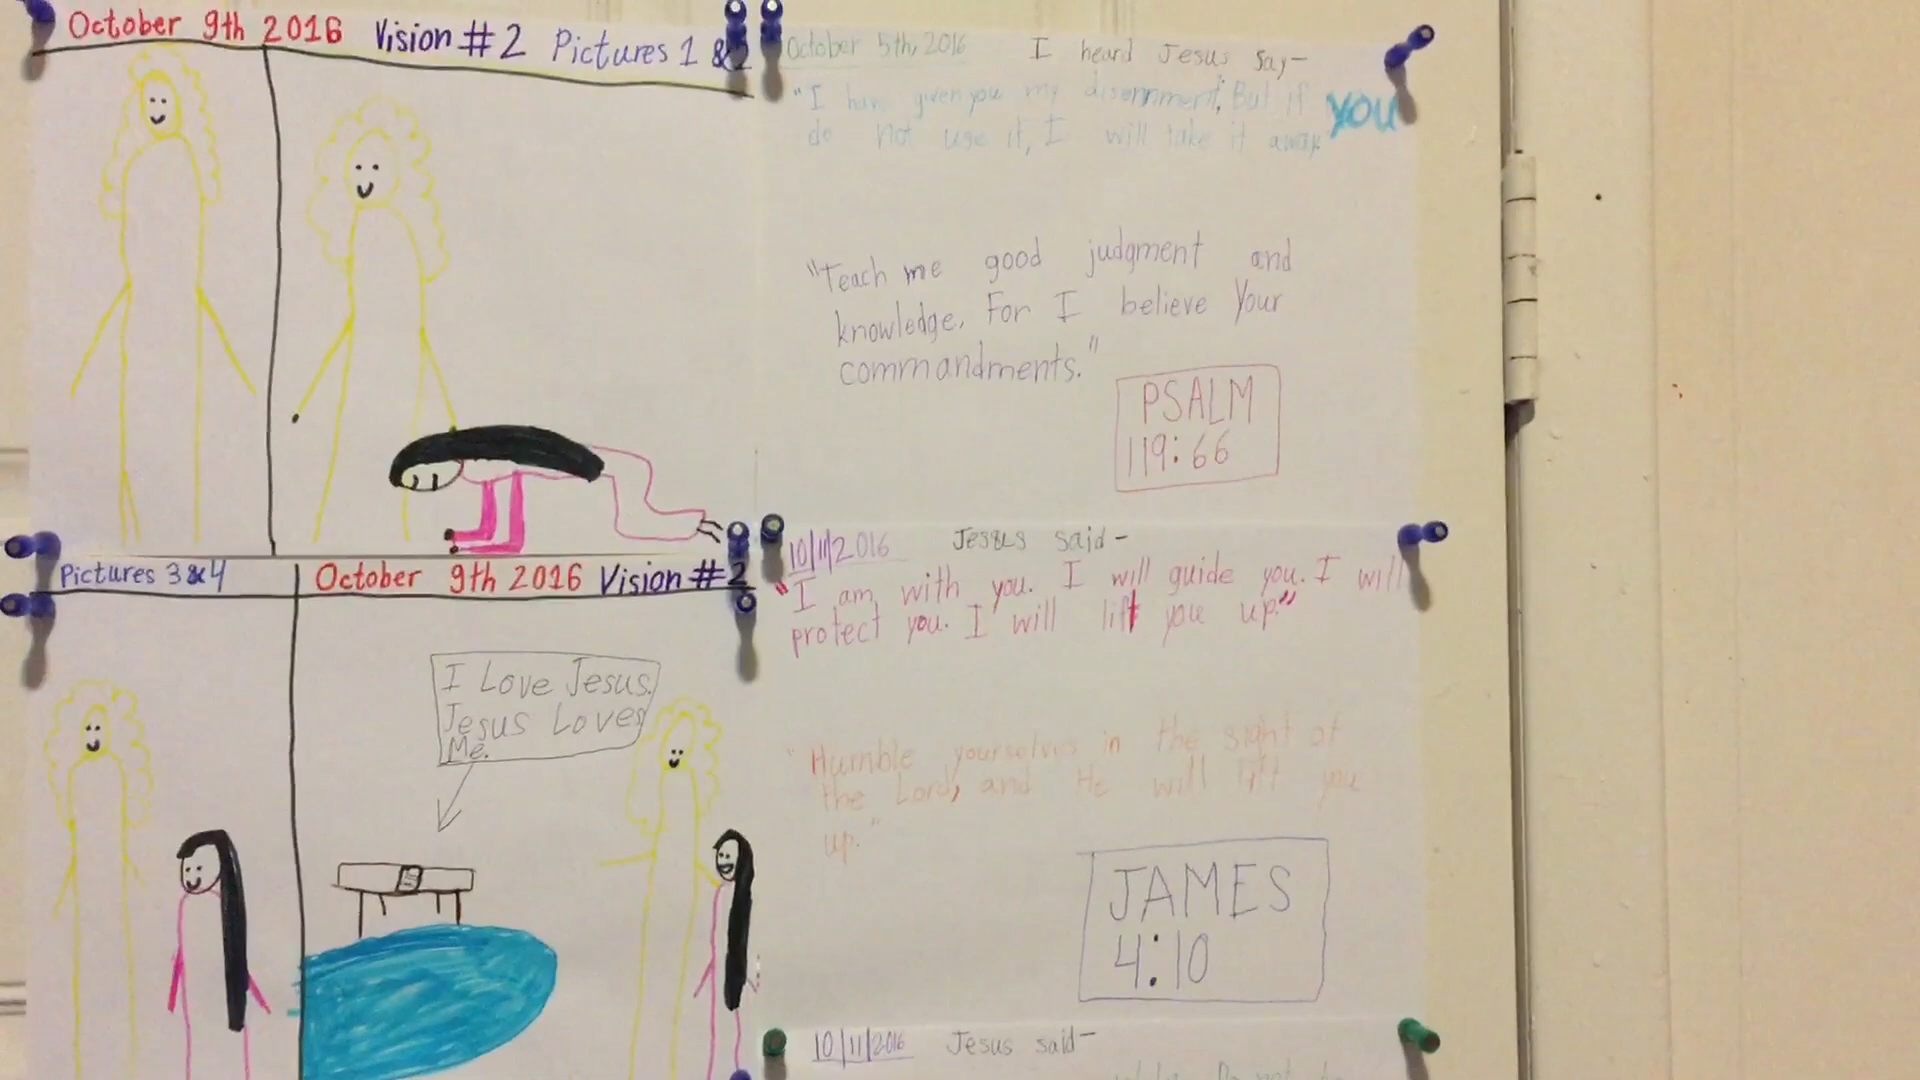 October 9th 2016 Vision #2 Pictures 1 & 2
Pictures 3 & 4
October 9th 2016 Vision #2
I Love Jesus.
Jesus Loves
Me.
October 5th, 2016 I heard Jesus say-
"I have given you my discernment. But if YOU
do not use it, I will take it away.
"Teach me good judgment and
knowledge, For I believe Your
commandments."
PSALM
119:66
10/11/2016 Jesus said-
"I am with you. I will guide you. I will
protect you. I will lift you up."
"Humble yourselves in the sight of
the Lord, and He will lift you
up."
JAMES
4:10
10/11/2016 Jesus said-